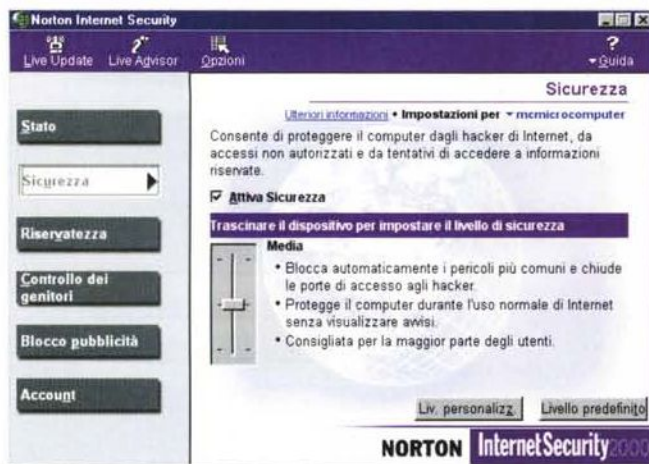 Norton Internet Security
Live Update Live Advisor Opzioni ? Guida
Sicurezza
Ulteriori informazioni • Impostazioni per mcmicrocomputer
Stato
Sicurezza
Riservatezza
Controllo dei
genitori
Blocco pubblicità
Account
Consente di proteggere il computer dagli hacker di Internet, da
accessi non autorizzati e da tentativi di accedere a informazioni
riservate.
Attiva Sicurezza
Trascinare il dispositivo per impostare il livello di sicurezza
Media
• Blocca automaticamente i pericoli più comuni e chiude
le porte di accesso agli hacker.
• Protegge il computer durante l'uso normale di Internet
senza visualizzare avvisi.
• Consigliata per la maggior parte degli utenti.
Liv. personalizz. Livello predefinito
NORTON Internet Security 2000